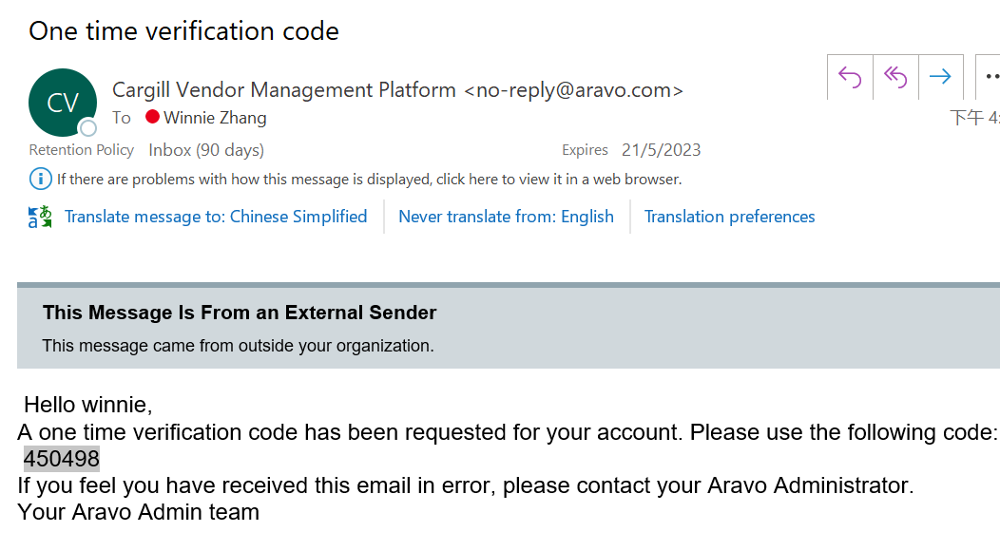 One time verification code
CV
Cargill Vendor Management Platform <no-reply@aravo.com>
To Winnie Zhang
下午 4:
Retention Policy Inbox (90 days) Expires 21/5/2023
If there are problems with how this message is displayed, click here to view it in a web browser.
Translate message to: Chinese Simplified Never translate from: English Translation preferences
This Message Is From an External Sender
This message came from outside your organization.
Hello winnie,
A one time verification code has been requested for your account. Please use the following code:
450498
If you feel you have received this email in error, please contact your Aravo Administrator.
Your Aravo Admin team